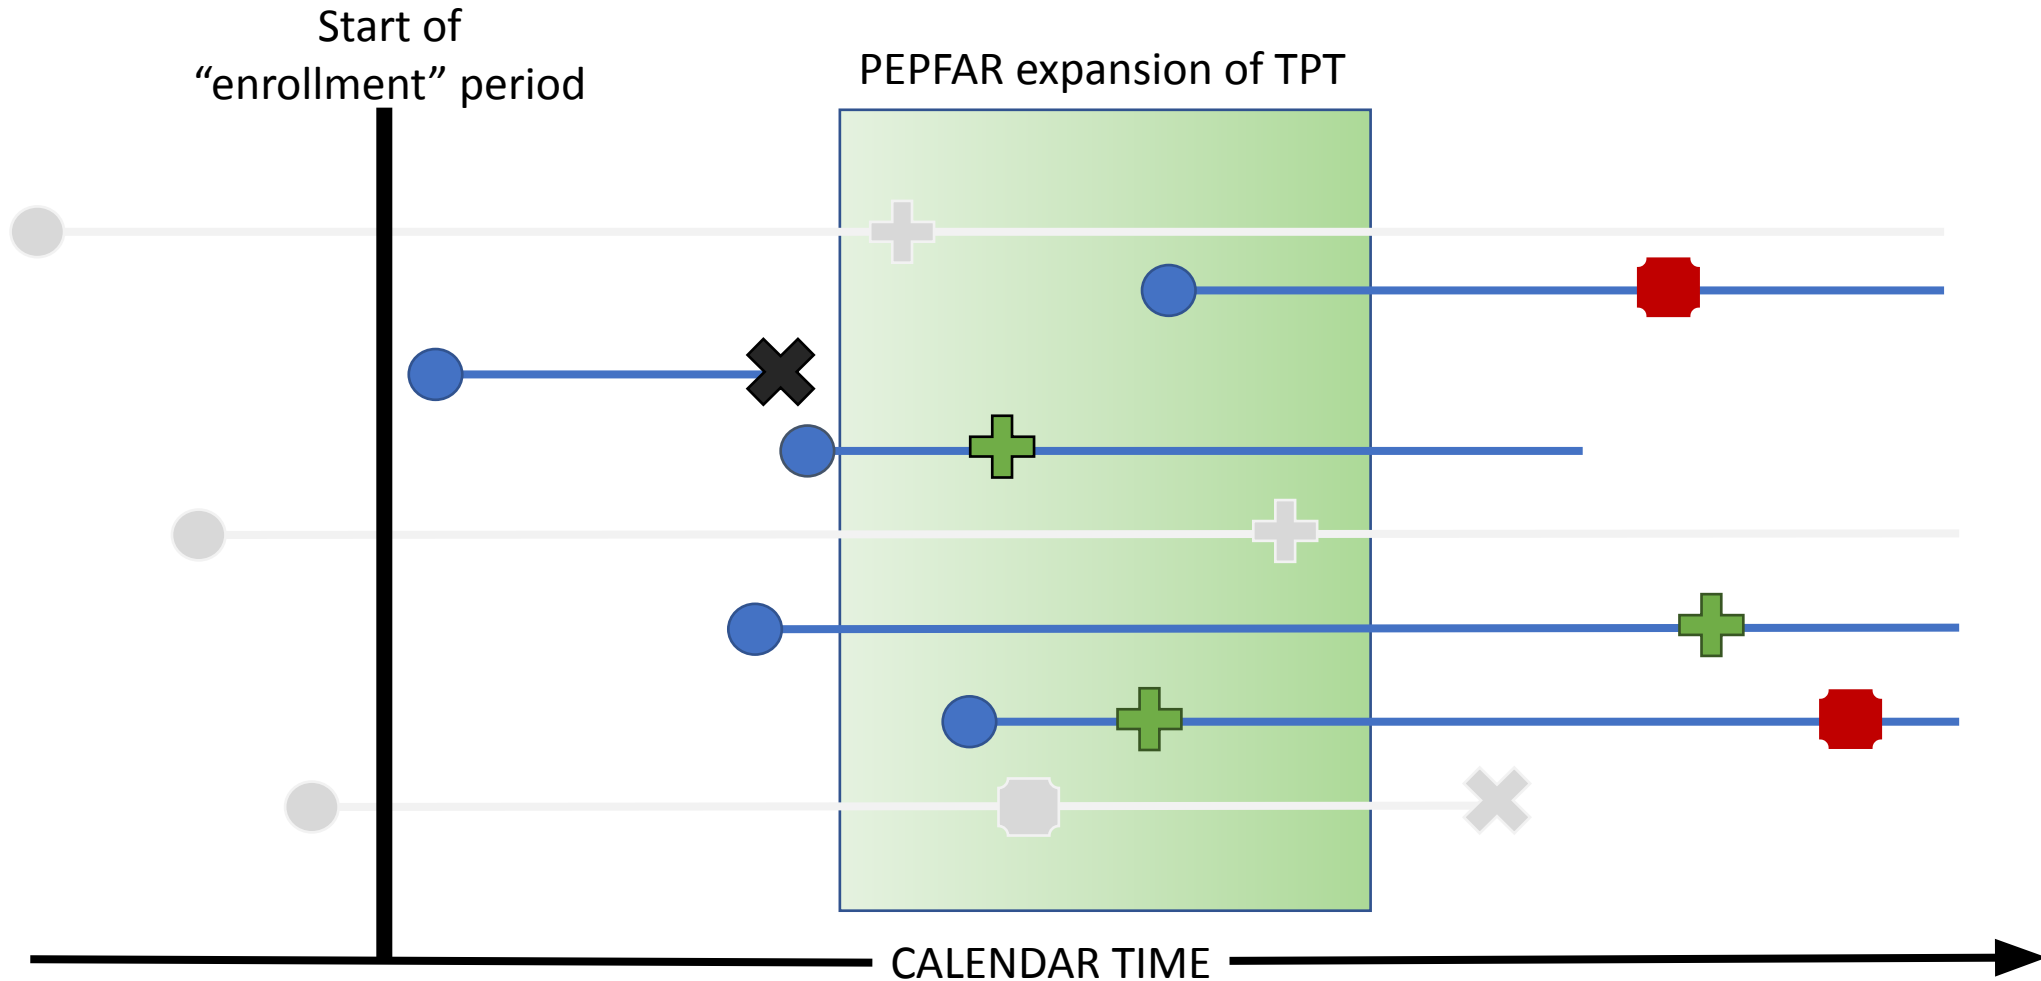 Start of
“enrollment” period
PEPFAR expansion of TPT
CALENDAR TIME